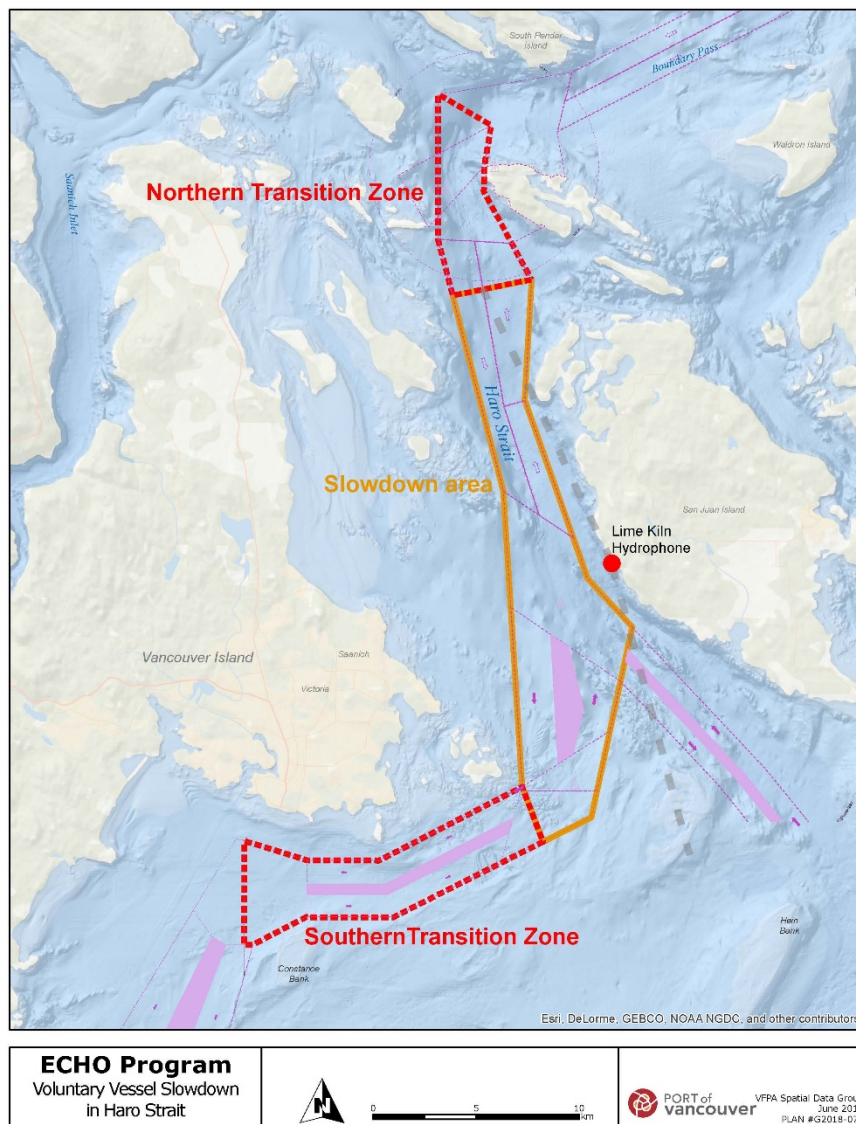 South Pender
Island
Boundary Pass
Waldron Island
Saanich Inlet
Northern Transition Zone
Haro Strait
Slowdown area
San Juan Island
Lime Kiln
Hydrophone
Vancouver Island
Saanich
Victoria
SouthernTransition Zone
Hein
Bank
Constance
Bank
Esri, DeLorme, GEBCO, NOAA NGDC, and other contributors
ECHO Program
Voluntary Vessel Slowdown
in Haro Strait
N
0 5 10
km
PORT of
vancouver
VFPA Spatial Data Grou
June 201
PLAN #G2018-07